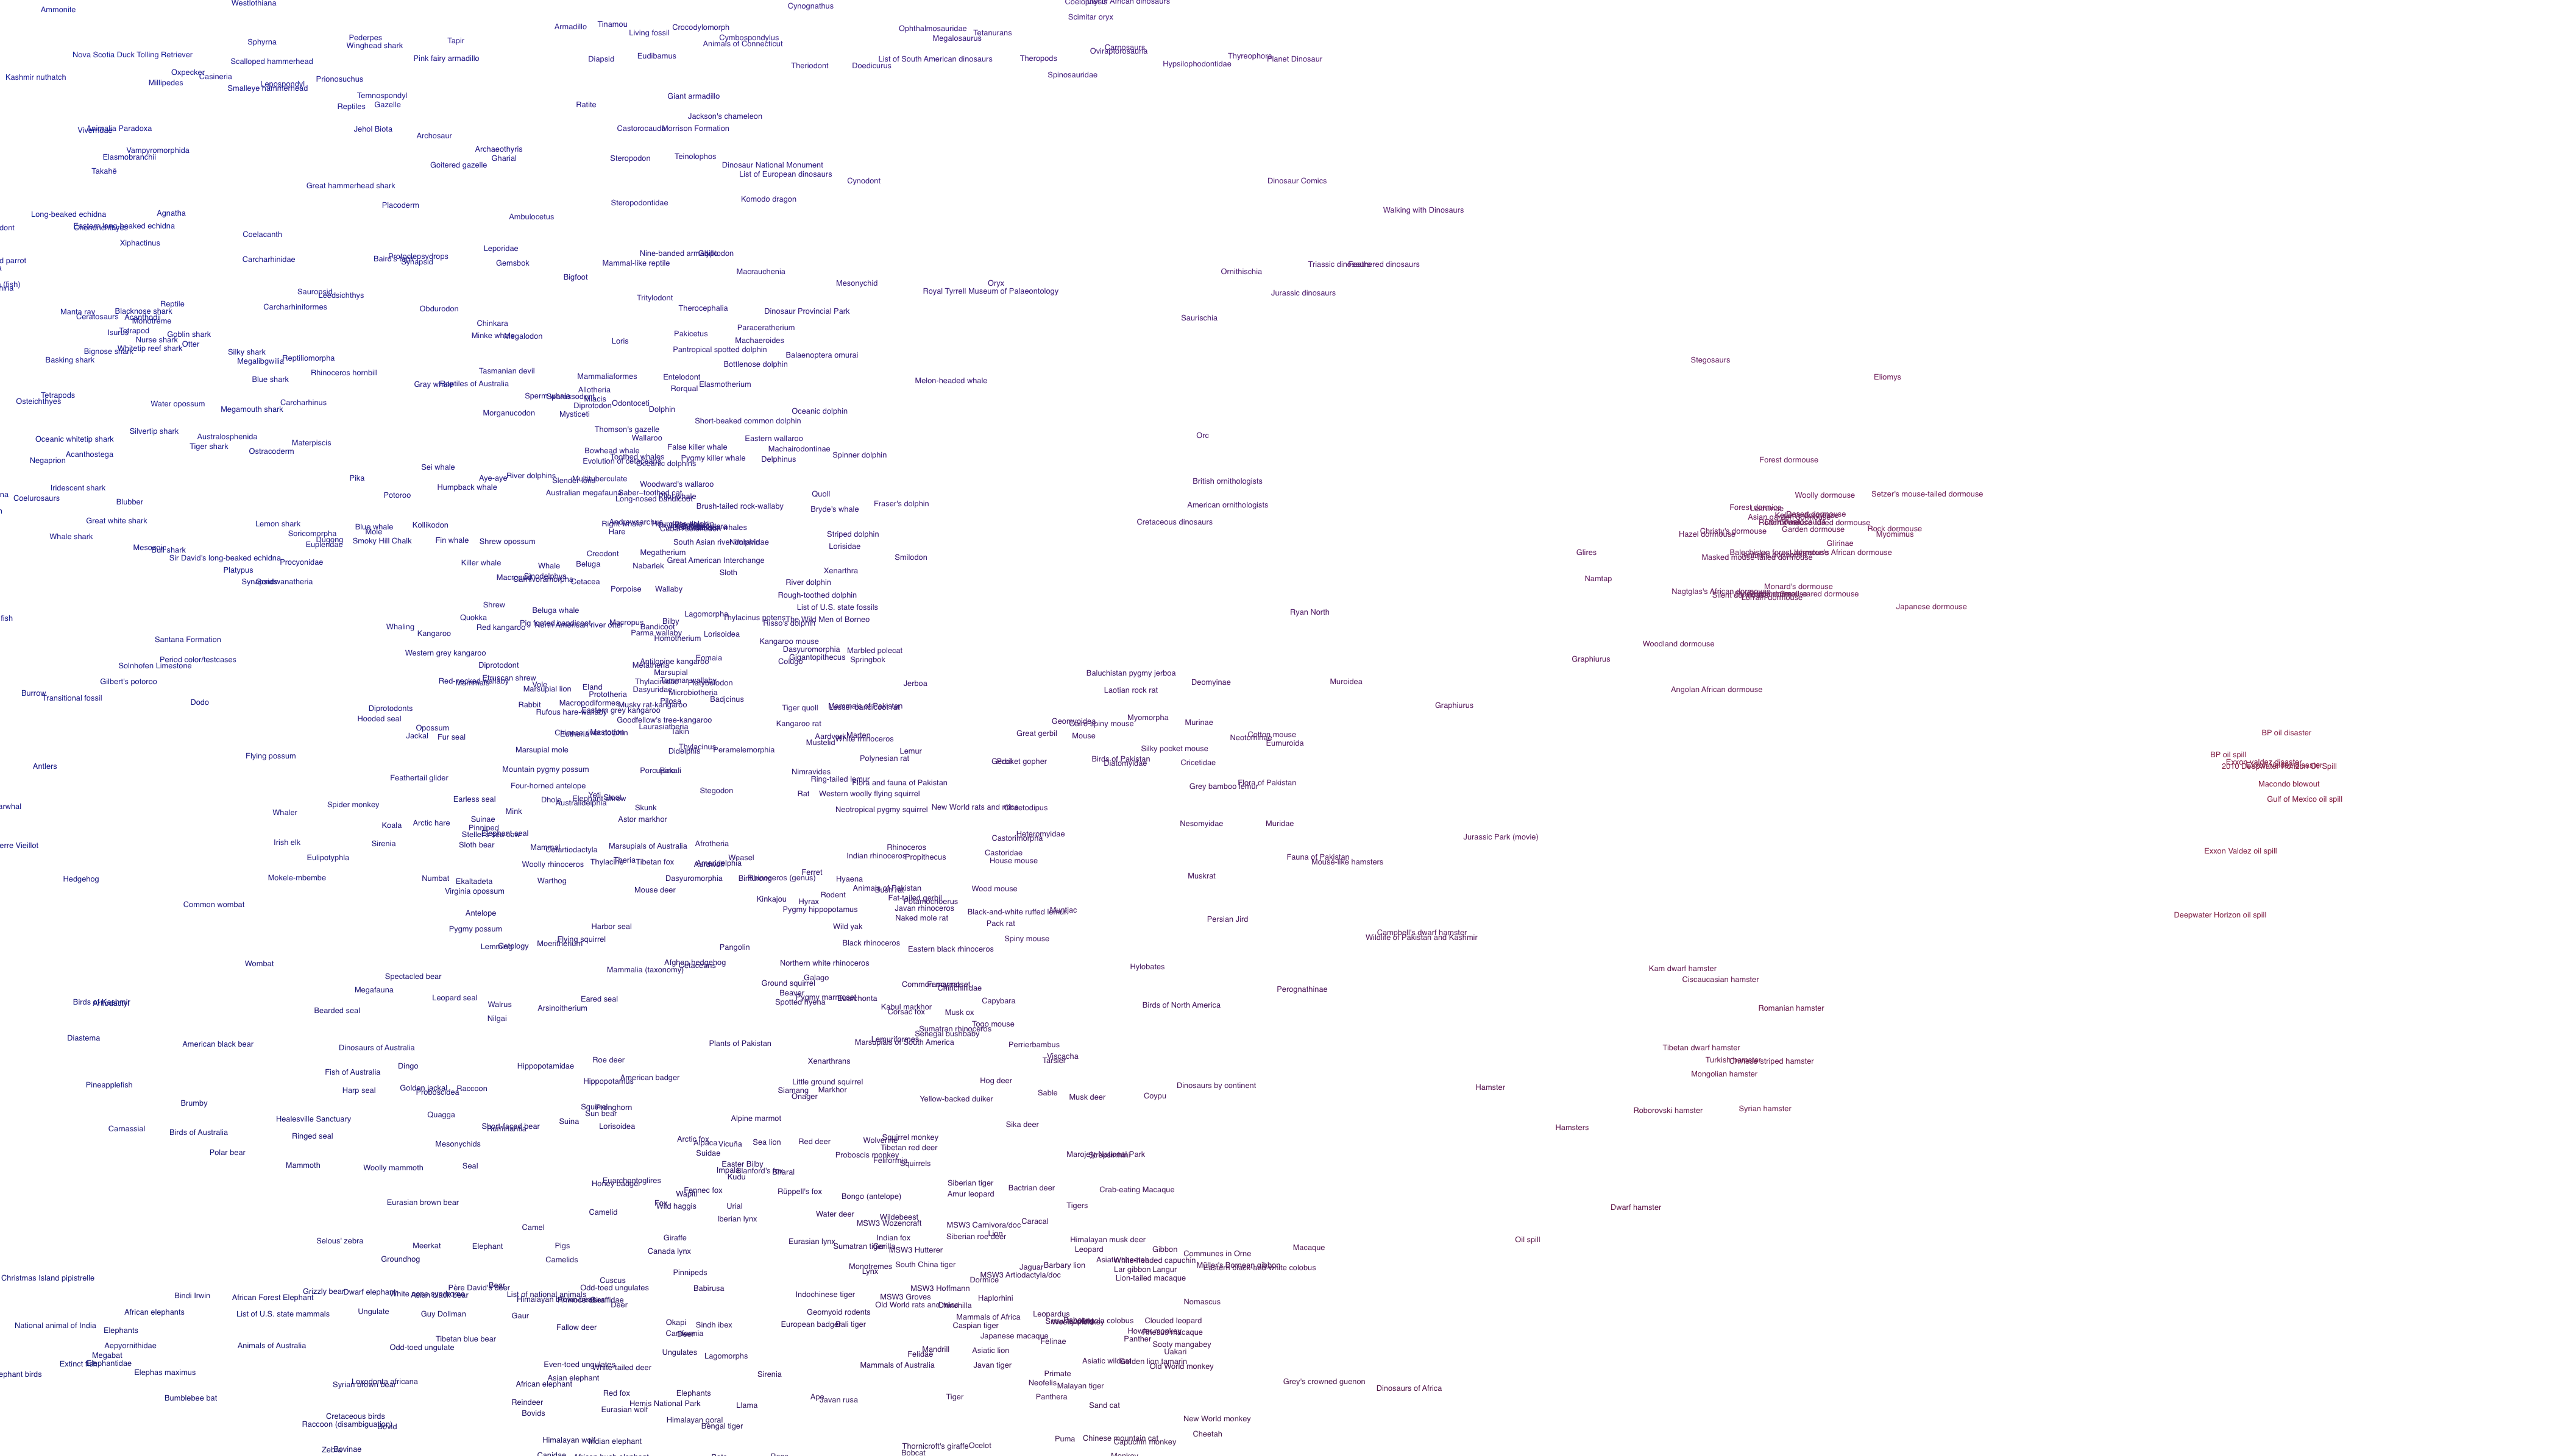 Westlothiana
Ammonite
Cynognathus
Scimitar oryx
Armadillo
Tinamou
Living fossil
Crocodylomorph
Ophthalmosauridae
Tetanurans
Megalosaurus
Cymbospondylus
Animals of Connecticut
Sphyrna
Pederpes
Winghead shark
Tapir
Carnosaurs
Oviraptorosauria
Nova Scotia Duck Tolling Retriever
Scalloped hammerhead
Pink fairy armadillo
Diapsid
Eudibamus
Theriodont
Doedicurus
List of South American dinosaurs
Theropods
Hypsilophodontidae
Thyreophora
Planet Dinosaur
Kashmir nuthatch
Oxpecker
Casineria
Millipedes
Lepospondyl
Smalleye hammerhead
Prionosuchus
Spinosauridae
Temnospondyl
Reptiles
Gazelle
Ratite
Giant armadillo
Jackson's chameleon
Animalia Paradoxa
Jehol Biota
Archosaur
Castorocauda
Morrison Formation
Vampyromorphida
Elasmobranchii
Archaeothyris
Gharial
Goitered gazelle
Steropodon
Teinolophos
Dinosaur National Monument
List of European dinosaurs
Takahē
Great hammerhead shark
Cynodont
Dinosaur Comics
Placoderm
Steropodontidae
Komodo dragon
Walking with Dinosaurs
Long-beaked echidna
Agnatha
Ambulocetus
Eastern long-beaked echidna
Xiphactinus
Coelacanth
Leporidae
Carcharhinidae
Protoclepsydrops
Synapsid
Gemsbok
Nine-banded armadillo
Glyptodon
Mammal-like reptile
Macrauchenia
Ornithischia
Triassic dinosaurs
Feathered dinosaurs
Bigfoot
Mesonychid
Oryx
Royal Tyrrell Museum of Palaeontology
Jurassic dinosaurs
Sauropsid
Leedsichthys
Tritylodont
Reptile
Carcharhiniformes
Obdurodon
Therocephalia
Dinosaur Provincial Park
Saurischia
Manta ray
Blacknose shark
Ceratosaurs
Acanthodii
Monotreme
Isurus
Tetrapod
Goblin shark
Nurse shark
Otter
Chinkara
Minke whale
Megalodon
Loris
Pakicetus
Paraceratherium
Machaeroides
Bignose shark
Whitetip reef shark
Basking shark
Silky shark
Megalibgwilia
Reptiliomorpha
Pantropical spotted dolphin
Balaenoptera omurai
Bottlenose dolphin
Stegosaurs
Eliomys
Blue shark
Rhinoceros hornbill
Gray whale
Reptiles of Australia
Tasmanian devil
Mammaliaformes
Entelodont
Elasmotherium
Melon-headed whale
Allotheria
Rorqual
Tetrapods
Osteichthyes
Water opossum
Megamouth shark
Carcharhinus
Sperm whale
Miacis
Diprotodon
Odontoceti
Dolphin
Morganucodon
Mysticeti
Oceanic dolphin
Short-beaked common dolphin
Silvertip shark
Oceanic whitetip shark
Australosphenida
Tiger shark
Materpiscis
Ostracoderm
Thomson's gazelle
Wallaroo
Eastern wallaroo
Orc
Acanthostega
Negaprion
Bowhead whale
False killer whale
Machairodontinae
Toothed whales
Evolution of cetaceans
Oceanic dolphins
Pygmy killer whale
Delphinus
Spinner dolphin
Forest dormouse
Sei whale
Pika
Aye-aye
River dolphins
Slender loris
Multituberculate
British ornithologists
Iridescent shark
Coelurosaurs
Blubber
Potoroo
Humpback whale
Woodward's wallaroo
Australian megafauna
Saber-toothed cat
Long-nosed bandicoot
Brush-tailed rock-wallaby
Quoll
Bryde's whale
Fraser's dolphin
American ornithologists
Woolly dormouse
Setzer's mouse-tailed dormouse
Great white shark
Lemon shark
Blue whale
Mole
Kollikodon
Andrewsarchus
Right whale
Hare
Cretaceous dinosaurs
Forest dormice
Desert dormouse
Garden dormouse
Rock dormouse
Myomimus
Christy's dormouse
Hazel dormouse
Glirinae
Whale shark
Soricomorpha
Dugong
Eupleridae
Smoky Hill Chalk
Fin whale
Shrew opossum
South Asian river dolphin
Striped dolphin
Lorisidae
Mesozoic
Bull shark
Sir David's long-beaked echidna
Procyonidae
Platypus
Creodont
Megatherium
Great American Interchange
Smilodon
Glires
Masked mouse-tailed dormouse
Synapsids
Gondwanatheria
Killer whale
Whale
Beluga
Nabarlek
Sloth
Xenarthra
Namtap
Sinodelphys
Carnivoramorpha
Cetacea
Porpoise
Wallaby
River dolphin
Rough-toothed dolphin
Monard's dormouse
Nagtglas's African dormouse
Lorrain dormouse
Japanese dormouse
Shrew
Quokka
Beluga whale
Lagomorpha
List of U.S. state fossils
Ryan North
Whaling
Kangaroo
Red kangaroo
Pig footed bandicoot
North American river otter
Macropus
Bilby
Bandicoot
Thylacinus potens
The Wild Men of Borneo
Risso's dolphin
Santana Formation
Parma wallaby
Homotherium
Lorisoidea
Kangaroo mouse
Woodland dormouse
Period color/testcases
Solnhofen Limestone
Western grey kangaroo
Diprotodont
Antilopine kangaroo
Metatheria
Eomaia
Dasyuromorphia
Gigantopithecus
Colugo
Marbled polecat
Springbok
Graphiurus
Gilbert's potoroo
Burrow
Transitional fossil
Dodo
Red-necked wallaby
Etruscan shrew
Vole
Marsupial lion
Eland
Prototheria
Marsupial
Tammar wallaby
Thylacinidae
Platybelodon
Dasyuridae
Microbiotheria
Pilosa
Badjcinus
Jerboa
Baluchistan pygmy jerboa
Laotian rock rat
Deomyinae
Muroidea
Angolan African dormouse
Diprotodonts
Hooded seal
Rabbit
Macropodiformes
Rufous hare-wallaby
Eastern grey kangaroo
Musky rat-kangaroo
Tiger quoll
Mammals of Pakistan
Graphiurus
Opossum
Jackal
Fur seal
Goodfellow's tree-kangaroo
Laurasiatheria
Takin
Kangaroo rat
Geomyoidea
Cairo spiny mouse
Myomorpha
Murinae
Chinese river dolphin
Mastodon
Aardvark
Marten
White rhinoceros
Mustelid
Great gerbil
Mouse
Cotton mouse
Neotominae
Eumuroida
BP oil disaster
Flying possum
Marsupial mole
Didelphis
Thylacinus
Peramelemorphia
Polynesian rat
Lemur
Silky pocket mouse
BP oil spill
Antlers
Feathertail glider
Mountain pygmy possum
Porcupine
Nimravides
Ring-tailed lemur
Pocket gopher
Birds of Pakistan
Diatomyidae
Cricetidae
Exxon-valdez disaster
2010 Deepwater Horizon Oil Spill
Four-horned antelope
Stegodon
Flora and fauna of Pakistan
Grey bamboo lemur
Flora of Pakistan
Macondo blowout
Gulf of Mexico oil spill
Spider monkey
Whaler
Earless seal
Mink
Dhole
Yeti
Elephant shrew
Australidelphia
Skunk
Rat
Western woolly flying squirrel
Neotropical pygmy squirrel
New World rats and mice
Chaetodipus
Koala
Arctic hare
Suinae
Pinniped
Steller's sea cow
Elephant seal
Astor markhor
Heteromyidae
Castorimorpha
Nesomyidae
Muridae
Jurassic Park (movie)
Irish elk
Sirenia
Sloth bear
Mammal
Cetartiodactyla
Marsupials of Australia
Afrotheria
Rhinoceros
Castoridae
Exxon Valdez oil spill
Eulipotyphla
Woolly rhinoceros
Thylacine
Theria
Tibetan fox
Weasel
Ameridelphia
Aardwolf
Indian rhinoceros
Propithecus
House mouse
Fauna of Pakistan
Mouse-like hamsters
Hedgehog
Mokele-mbembe
Numbat
Ekaltadeta
Virginia opossum
Warthog
Dasyuromorphia
Binturong
Rhinoceros (genus)
Ferret
Hyaena
Muskrat
Mouse deer
Animals of Pakistan
Bush rat
Wood mouse
Common wombat
Kinkajou
Hyrax
Rodent
Fat-tailed gerbil
Potamochoerus
Antelope
Pygmy hippopotamus
Javan rhinoceros
Naked mole rat
Black-and-white ruffed lemur
Muntjac
Persian Jird
Deepwater Horizon oil spill
Pygmy possum
Harbor seal
Wild yak
Pack rat
Lemming
Cetology
Moeritherium
Flying squirrel
Pangolin
Black rhinoceros
Eastern black rhinoceros
Spiny mouse
Campbell's dwarf hamster
Wildlife of Pakistan and Kashmir
Wombat
Afghan hedgehog
Cetaceans
Mammalia (taxonomy)
Northern white rhinoceros
Hylobates
Kam dwarf hamster
Spectacled bear
Galago
Ground squirrel
Ciscaucasian hamster
Megafauna
Leopard seal
Beaver
Pygmy marmoset
Spotted hyena
Euarchonta
Common marmoset
Chinchillidae
Perognathinae
Birds of Kashmir
Bearded seal
Walrus
Arsinoitherium
Eared seal
Kabul markhor
Corsac fox
Musk ox
Capybara
Birds of North America
Romanian hamster
Nilgai
Togo mouse
Sumatran rhinoceros
Senegal bushbaby
Diastema
American black bear
Dinosaurs of Australia
Plants of Pakistan
Lemuriformes
Marsupials of South America
Perrierbambus
Tibetan dwarf hamster
Dingo
Hippopotamidae
Roe deer
Xenarthrans
Viscacha
Tarsier
Turkish hamster
Chinese striped hamster
Fish of Australia
Hippopotamus
American badger
Mongolian hamster
Pineapplefish
Harp seal
Golden jackal
Proboscidea
Raccoon
Little ground squirrel
Siamang
Markhor
Onager
Hog deer
Dinosaurs by continent
Hamster
Brumby
Yellow-backed duiker
Sable
Musk deer
Coypu
Healesville Sanctuary
Quagga
Squirrel
Pronghorn
Sun bear
Suina
Lorisoidea
Alpine marmot
Roborovski hamster
Syrian hamster
Carnassial
Birds of Australia
Ringed seal
Short-faced bear
Ruminantia
Sika deer
Hamsters
Mesonychids
Arctic fox
Alpaca
Vicuña
Sea lion
Red deer
Wolverine
Squirrel monkey
Tibetan red deer
Polar bear
Suidae
Proboscis monkey
Feliformia
Squirrels
Marojejy National Park
Mammoth
Woolly mammoth
Seal
Easter Bilby
Impala
Blanford's fox
Bharal
Kudu
Euarchontoglires
Honey badger
Fennec fox
Wapiti
Rüppell's fox
Bongo (antelope)
Siberian tiger
Amur leopard
Bactrian deer
Crab-eating Macaque
Eurasian brown bear
Fox
Wild haggis
Urial
Tigers
Dwarf hamster
Camelid
Iberian lynx
Water deer
Wildebeest
MSW3 Wozencraft
MSW3 Carnivora/doc
Caracal
Camel
Selous' zebra
Giraffe
Eurasian lynx
Indian fox
Lion
Siberian roe deer
Himalayan musk deer
Oil spill
Meerkat
Elephant
Pigs
Canada lynx
Sumatran tiger
Gorilla
MSW3 Hutterer
Leopard
Gibbon
Communes in Orne
Macaque
Groundhog
Camelids
Monotremes
South China tiger
Jaguar
Barbary lion
White-headed capuchin
Müller's Bornean gibbon
Eastern black-and-white colobus
Christmas Island pipistrelle
Pinnipeds
Lynx
MSW3 Artiodactyla/doc
Lar gibbon
Langur
Lion-tailed macaque
Cuscus
Dormice
Bindi Irwin
African Forest Elephant
Grizzly bear
Dwarf elephant
White nose syndrome
Asian black bear
Père David's deer
Bear
List of national animals
Odd-toed ungulates
Babirusa
Indochinese tiger
MSW3 Hoffmann
MSW3 Groves
Haplorhini
Giraffidae
Deer
Old World rats and mice
Chinchilla
Nomascus
African elephants
List of U.S. state mammals
Ungulate
Guy Dollman
Gaur
Geomyoid rodents
Mammals of Africa
Leopardus
National animal of India
Elephants
Fallow deer
Okapi
Sindh ibex
European badger
Bali tiger
Caspian tiger
Clouded leopard
Tibetan blue bear
Japanese macaque
Felinae
Howler monkey
Rhesus macaque
Panther
Aepyornithidae
Animals of Australia
Odd-toed ungulate
Ungulates
Lagomorphs
Mandrill
Felidae
Asiatic lion
Sooty mangabey
Uakari
Megabat
Extinct fish
Elephantidae
Even-toed ungulates
White-tailed deer
Mammals of Australia
Javan tiger
Asiatic wildcat
Golden lion tamarin
Old World monkey
Elephas maximus
Asian elephant
African elephant
Sirenia
Primate
Loxodonta africana
Syrian brown bear
Neofelis
Malayan tiger
Grey's crowned guenon
Dinosaurs of Africa
Bumblebee bat
Reindeer
Red fox
Elephants
Hemis National Park
Llama
Ape
Javan rusa
Tiger
Panthera
Sand cat
Cretaceous birds
Raccoon (disambiguation)
Bovid
Bovids
Eurasian wolf
Himalayan goral
Bengal tiger
New World monkey
Cheetah
Zebra
Bovinae
Himalayan wolf
Indian elephant
Thornicroft's giraffe
Ocelot
Bobcat
Puma
Chinese mountain cat
Capuchin monkey